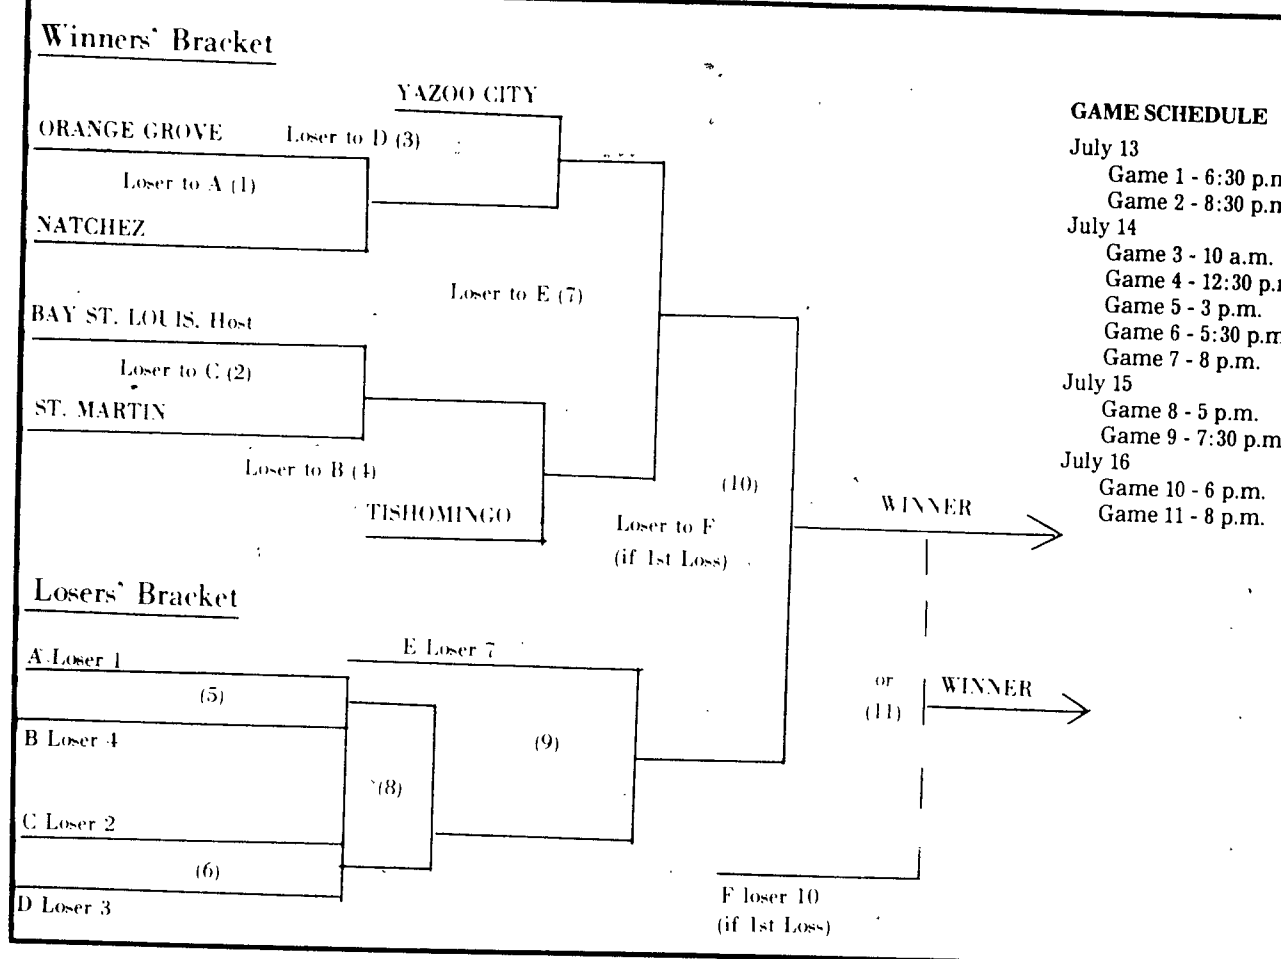 Winners' Bracket
YAZOO CITY
ORANGE GROVE
Loser to D (3)
Loser to A (1)
NATCHEZ
Loser to E (7)
BAY ST. LOUIS, Host
Loser to C (2)
ST. MARTIN
Loser to B (4)
TISHOMINGO
(10)
Loser to F
(if 1st Loss)
WINNER
Losers' Bracket
A Loser 1
E Loser 7
(5)
B Loser 4
(9)
(8)
C Loser 2
(6)
D Loser 3
or
(11)
WINNER
F loser 10
(if 1st Loss)
GAME SCHEDULE
July 13
Game 1 - 6:30 p.m
Game 2 - 8:30 p.m
July 14
Game 3 - 10 a.m.
Game 4 - 12:30 p.
Game 5 - 3 p.m.
Game 6 - 5:30 p.m
Game 7 - 8 p.m.
July 15
Game 8 - 5 p.m.
Game 9 - 7:30 p.m
July 16
Game 10 - 6 p.m.
Game 11 - 8 p.m.